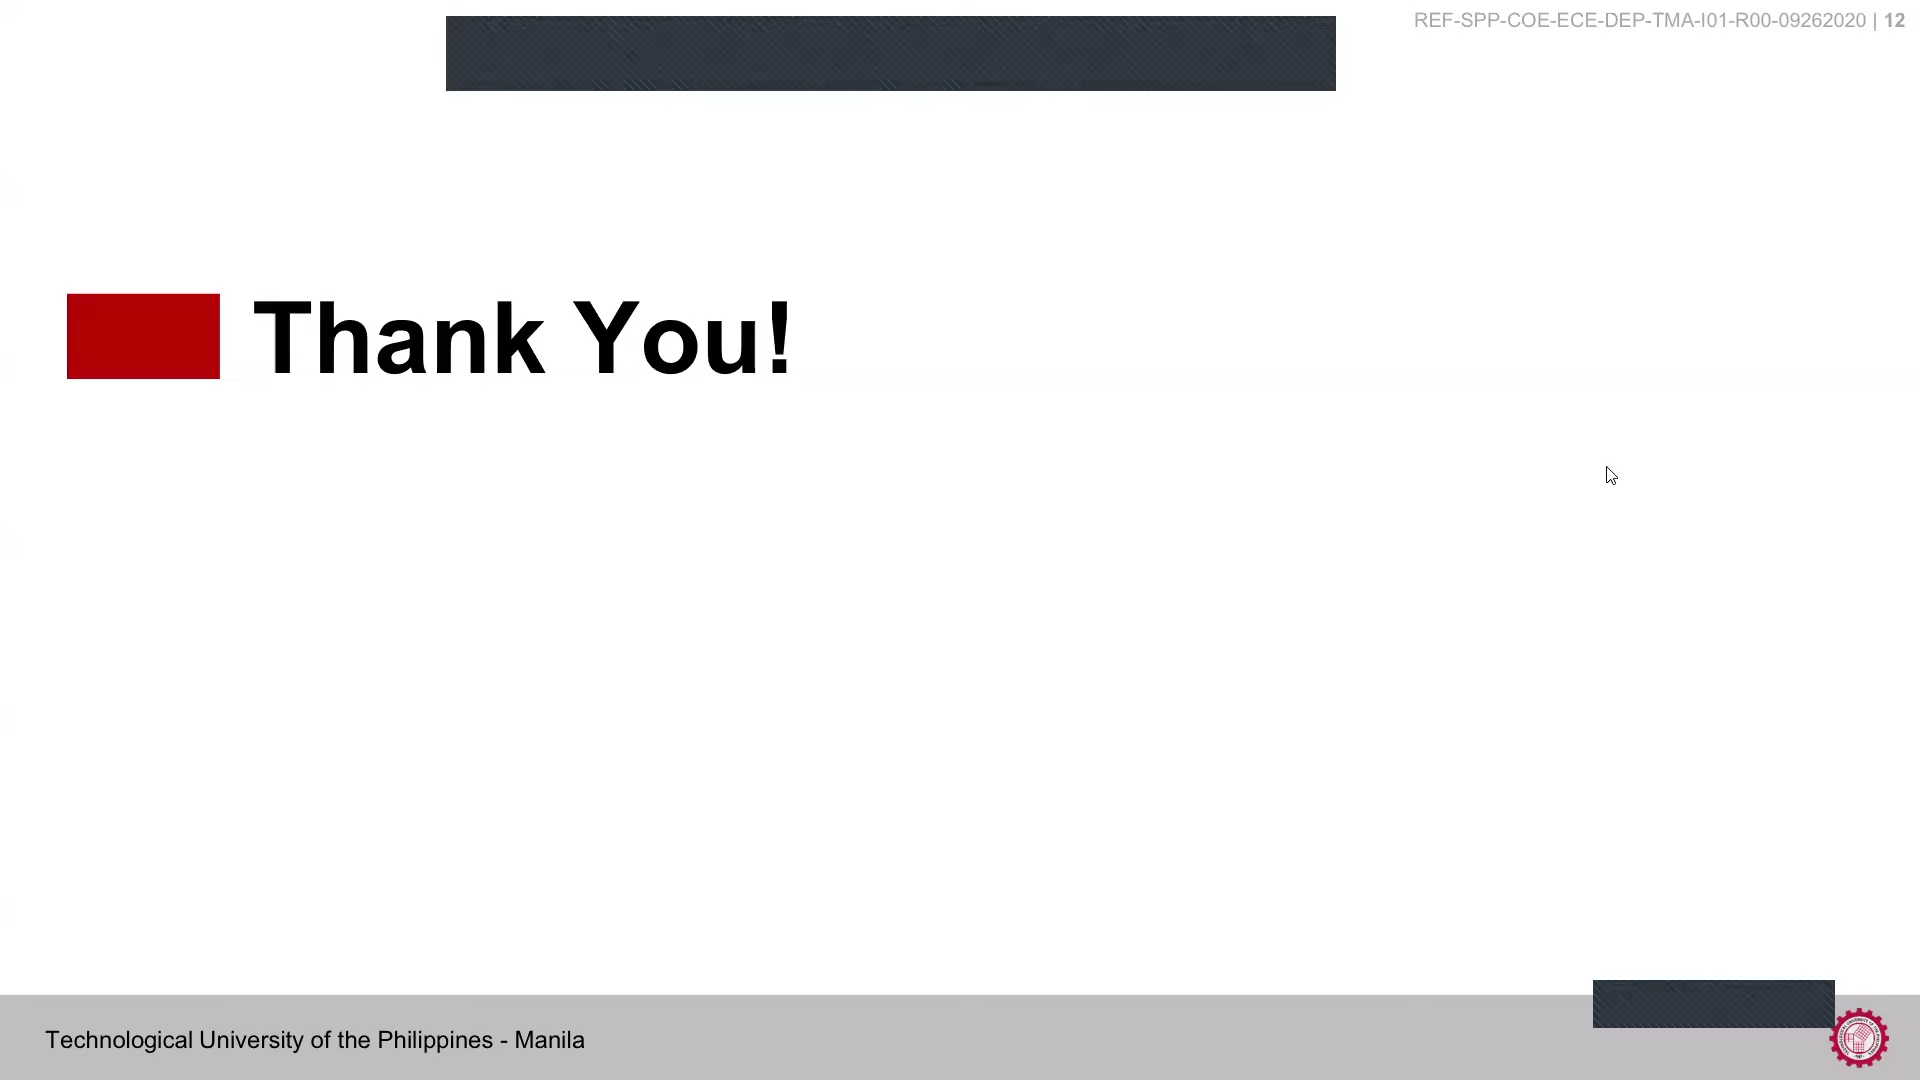 REF-SPP-COE-ECE-DEP-TMA-I01-R00-09262020 | 12
Thank You!
Technological University of the Philippines - Manila